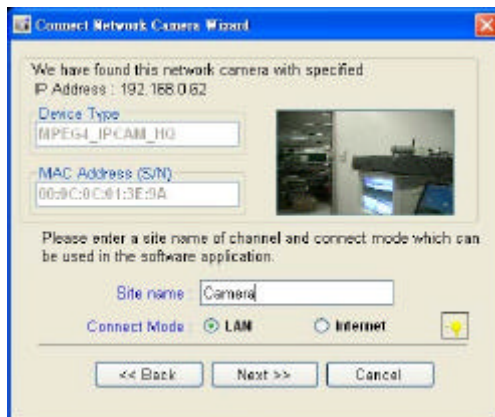 Connect Network Camera Wizard
We have found this network camera with specified
IP Address : 192.168.0.62
Device Type
MPEG4_IPCAM_HQ
MAC Address (S/N)
00:9C:0C:01:3E:9A
Please enter a site name of channel and connect mode which can
be used in the software application.
Site name : Camera
Connect Mode : LAN Internet
<< Back Next >> Cancel